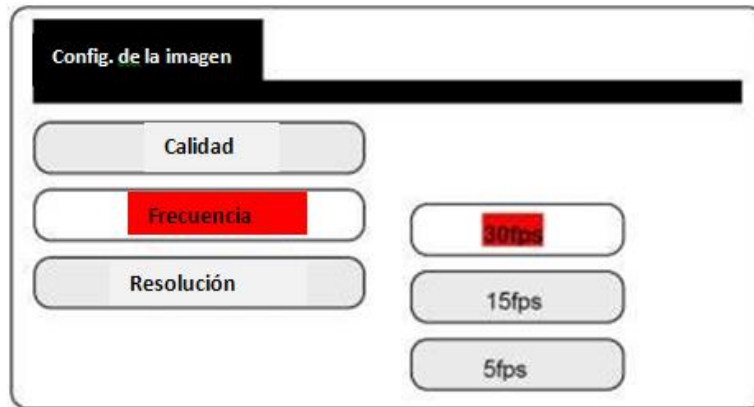 Config. de la imagen
Calidad
Frecuencia
Resolución
30fps
15fps
5fps